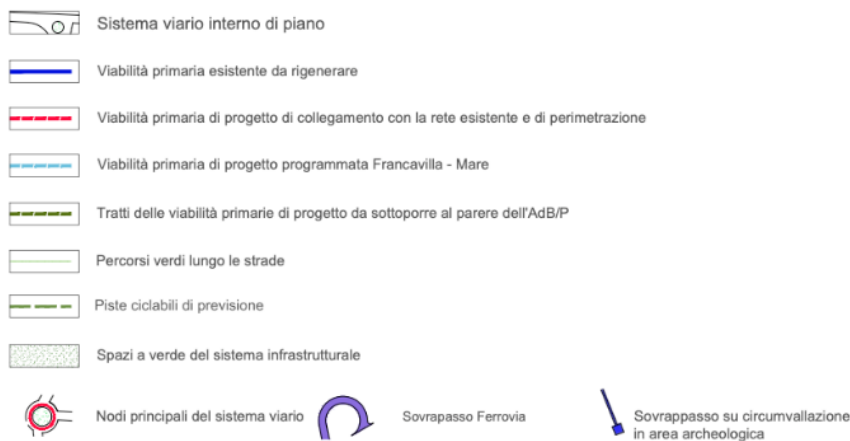 Sistema viario interno di piano
Viabilità primaria esistente da rigenerare
Viabilità primaria di progetto di collegamento con la rete esistente e di perimetrazione
Viabilità primaria di progetto programmata Francavilla - Mare
Tratti delle viabilità primarie di progetto da sottoporre al parere dell'AdB/P
Percorsi verdi lungo le strade
Piste ciclabili di previsione
Spazi a verde del sistema infrastrutturale
Nodi principali del sistema viario
Sovrapasso Ferrovia
Sovrappasso su circumvallazione
in area archeologica